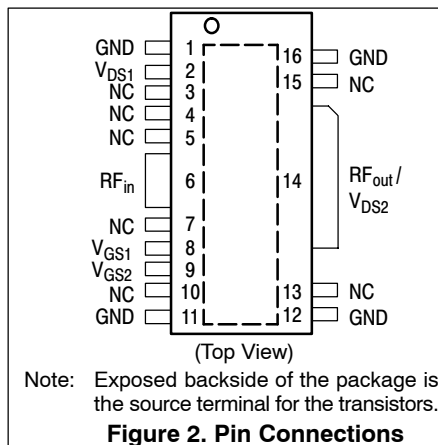 GND 1 16 GND
VDS1 2
15 NC
NC 3
NC 4
NC 5
RFin 6 14 RFout /
VDS2
NC 7
VGS1 8
VGS2 9
NC 10 13 NC
GND 11 12 GND
(Top View)
Note: Exposed backside of the package is
the source terminal for the transistors.
Figure 2. Pin Connections